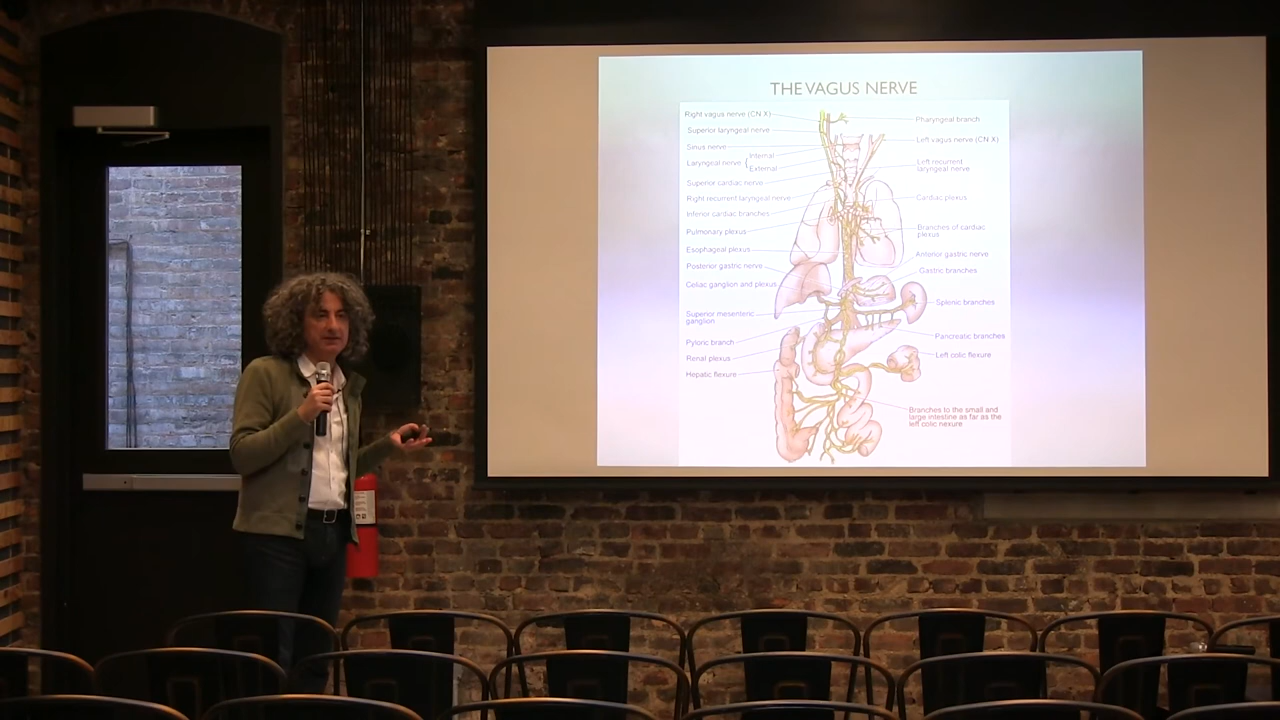 THE VAGUS NERVE
Right vagus nerve (CN X)
Superior laryngeal nerve
Sinus nerve
Laryngeal nerve { Internal
External
Superior cardiac nerve
Right recurrent laryngeal nerve
Inferior cardiac branches
Pulmonary plexus
Esophageal plexus
Posterior gastric nerve
Celiac ganglion and plexus
Superior mesenteric
ganglion
Pyloric branch
Renal plexus
Hepatic flexure
Pharyngeal branch
Left vagus nerve (CN X)
Left recurrent
laryngeal nerve
Cardiac plexus
Branches of cardiac
plexus
Anterior gastric nerve
Gastric branches
Splenic branches
Pancreatic branches
Left colic flexure
Branches to the small and
large intestine as far as the
left colic flexure